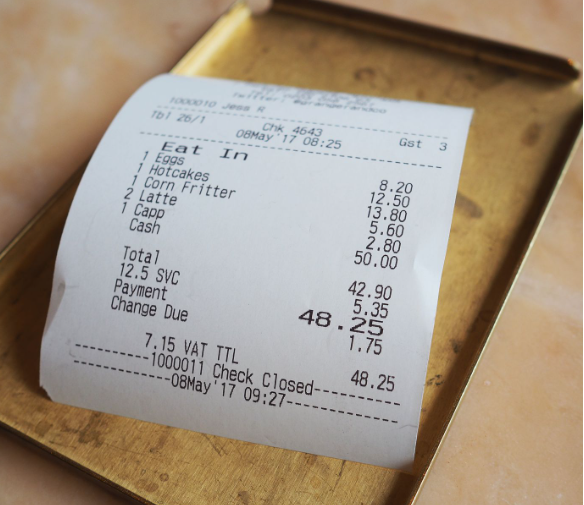 1000010 Jess R
Tbl 26/1 Chk 4643 Gst 3
08May'17 08:25
Eat In
1 Eggs 8.20
1 Hotcakes 12.50
1 Corn Fritter 13.80
2 Latte 5.60
1 Capp 2.80
Cash 50.00
Total 42.90
12.5 SVC 5.35
Payment 48.25
Change Due 1.75
7.15 VAT TTL 48.25
----------1000011 Check Closed----------
----------08May'17 09:27----------